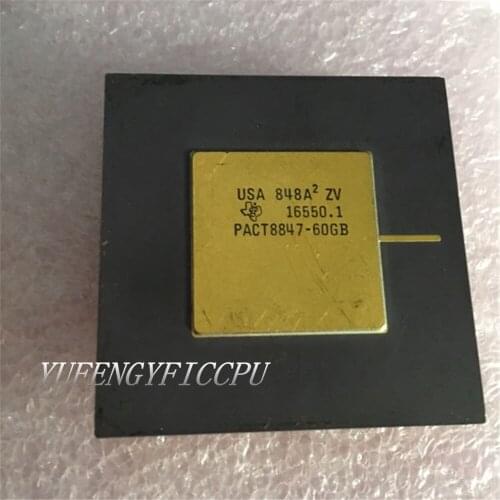 USA 848A² ZV
16550.1
PACT8847-60GB
YUFENGYFICCPU